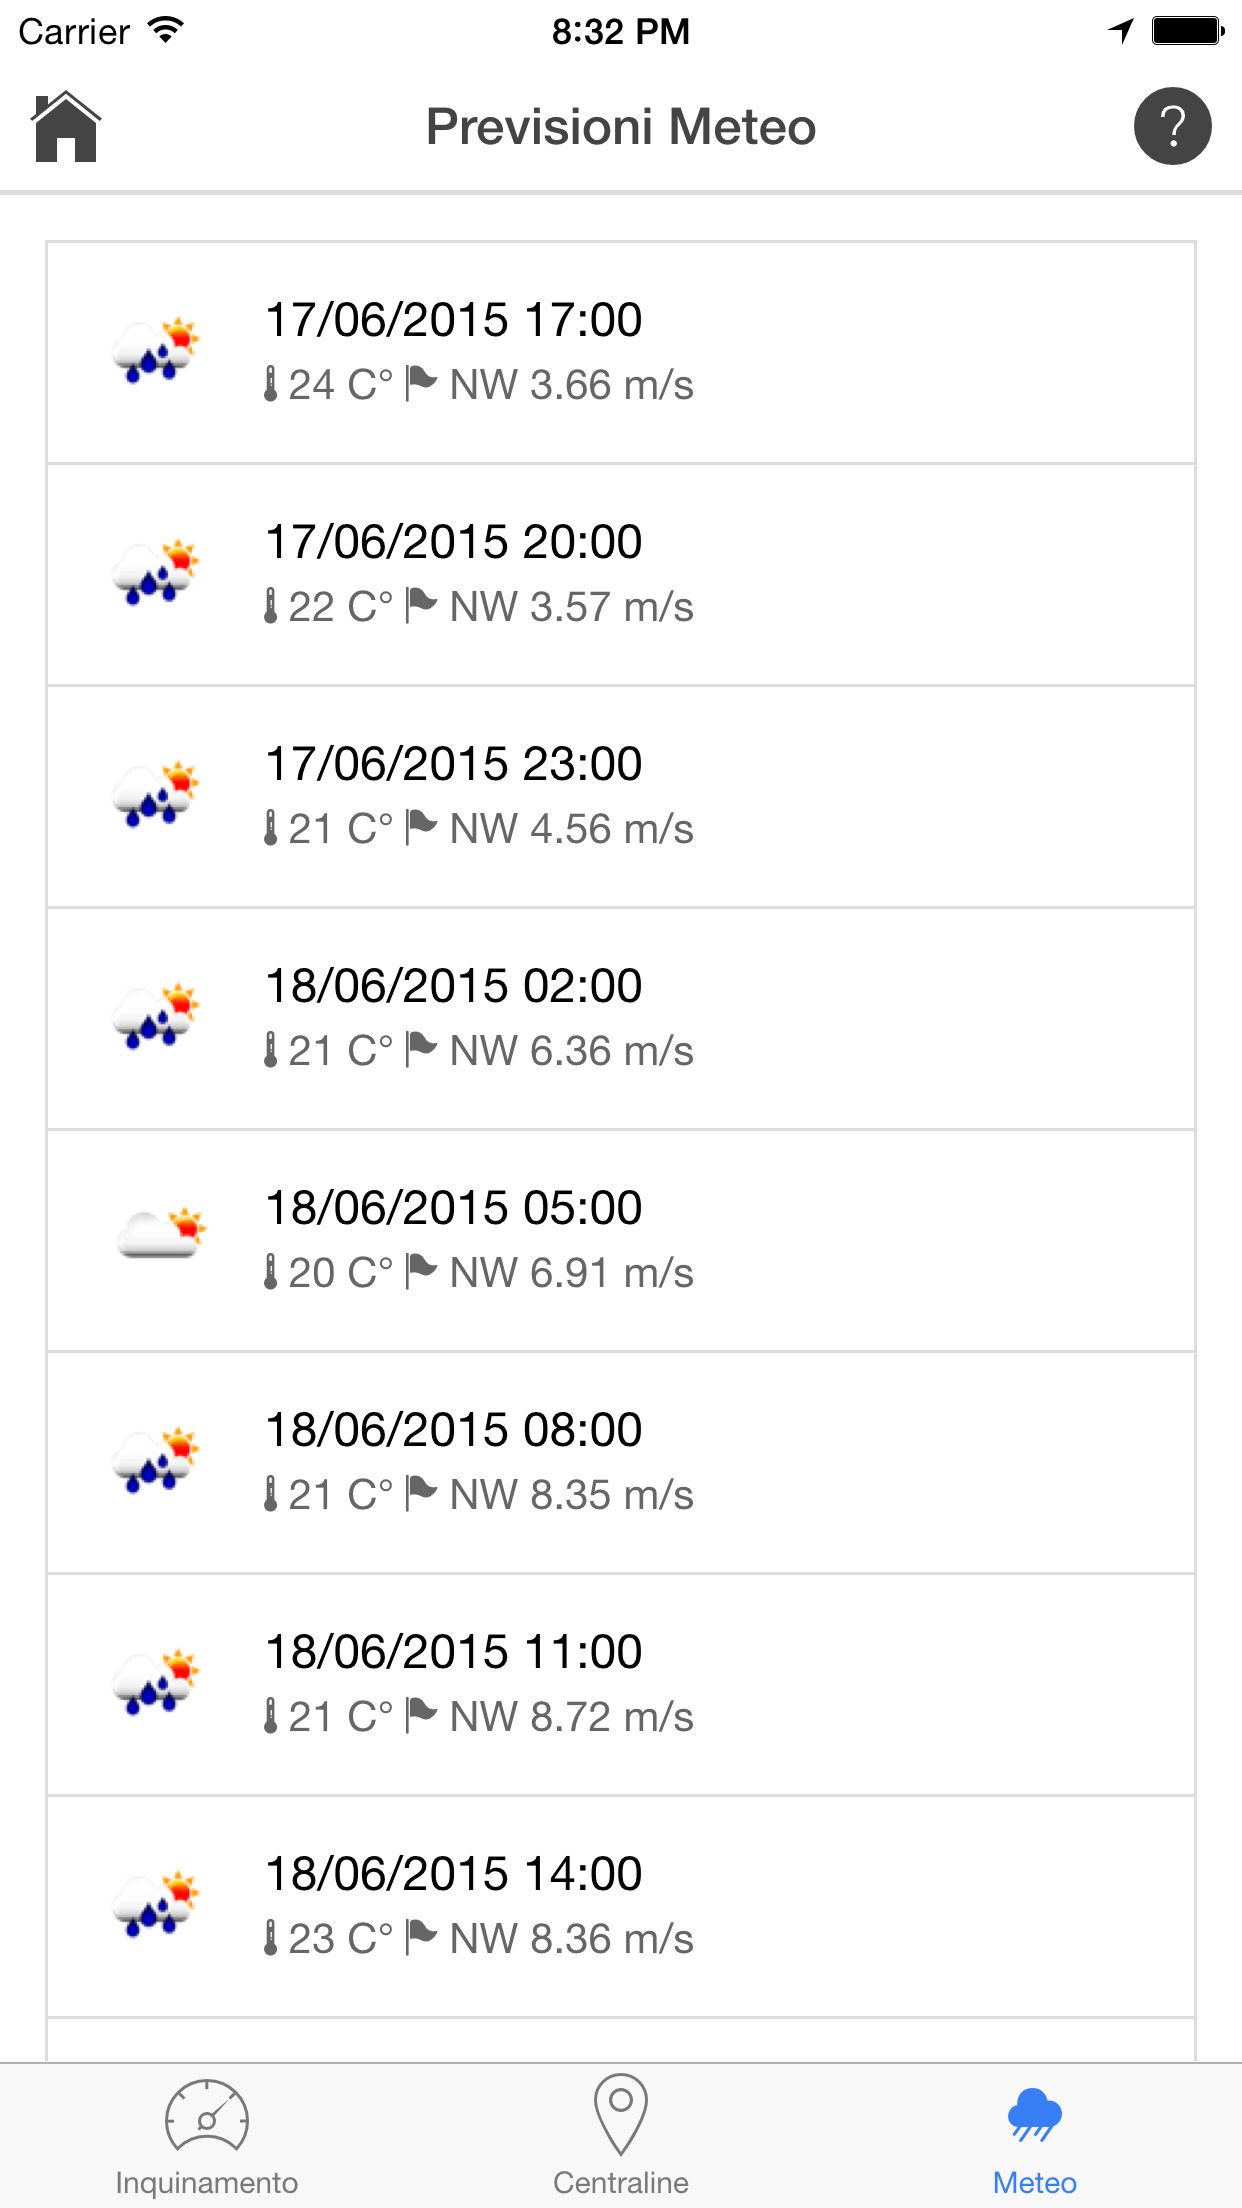 Carrier 8:32 PM
Previsioni Meteo
?
17/06/2015 17:00
24 C° NW 3.66 m/s
17/06/2015 20:00
22 C° NW 3.57 m/s
17/06/2015 23:00
21 C° NW 4.56 m/s
18/06/2015 02:00
21 C° NW 6.36 m/s
18/06/2015 05:00
20 C° NW 6.91 m/s
18/06/2015 08:00
21 C° NW 8.35 m/s
18/06/2015 11:00
21 C° NW 8.72 m/s
18/06/2015 14:00
23 C° NW 8.36 m/s
Inquinamento Centraline Meteo